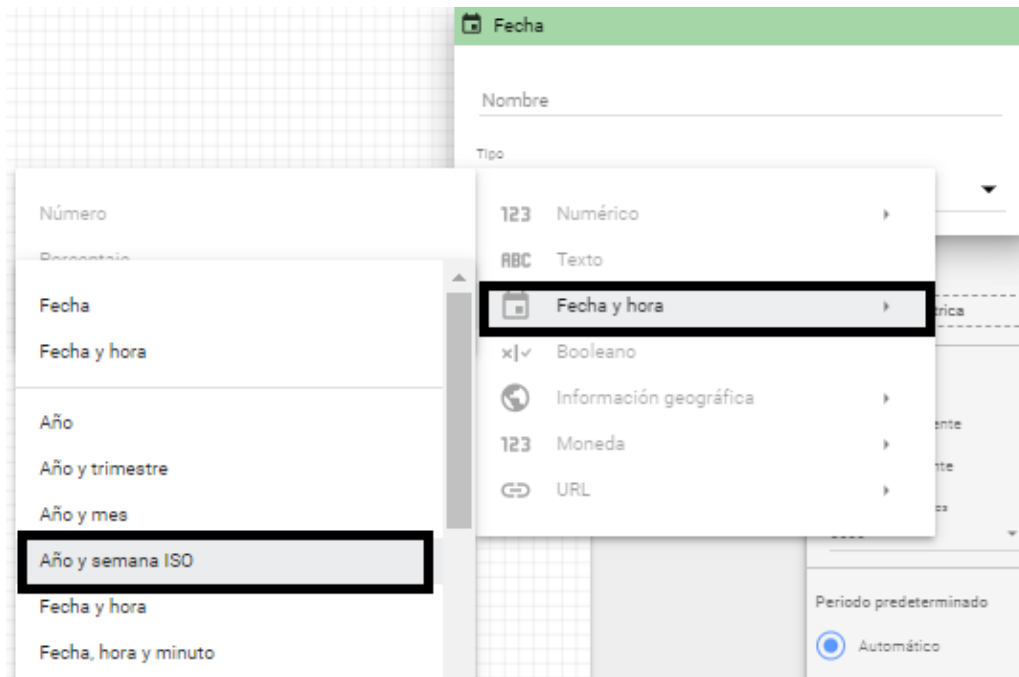 Fecha
Nombre
Tipo
Número
Porcentaje
Fecha
Fecha y hora
Año
Año y trimestre
Año y mes
Año y semana ISO
Fecha y hora
Fecha, hora y minuto
123 Numérico
ABC Texto
Fecha y hora
Booleano
Información geográfica
123 Moneda
URL
Periodo predeterminado
Automático